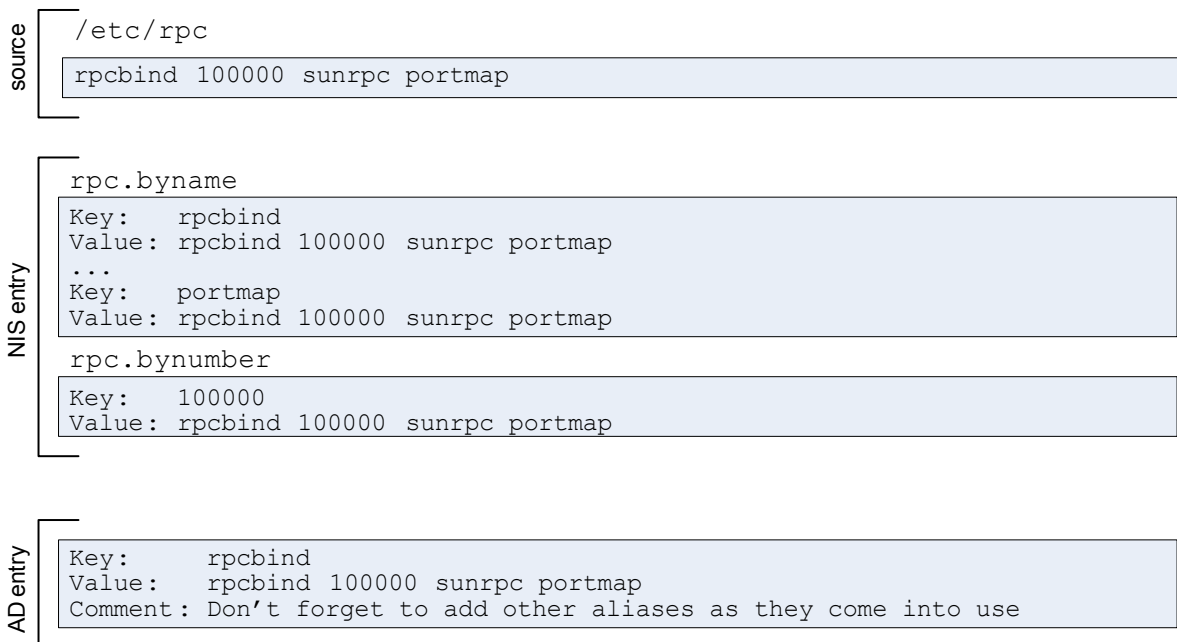 source
/etc/rpc
rpcbind 100000 sunrpc portmap
NIS entry
rpc.byname
Key: rpcbind
Value: rpcbind 100000 sunrpc portmap
...
Key: portmap
Value: rpcbind 100000 sunrpc portmap
rpc.bynumber
Key: 100000
Value: rpcbind 100000 sunrpc portmap
AD entry
Key: rpcbind
Value: rpcbind 100000 sunrpc portmap
Comment: Don’t forget to add other aliases as they come into use